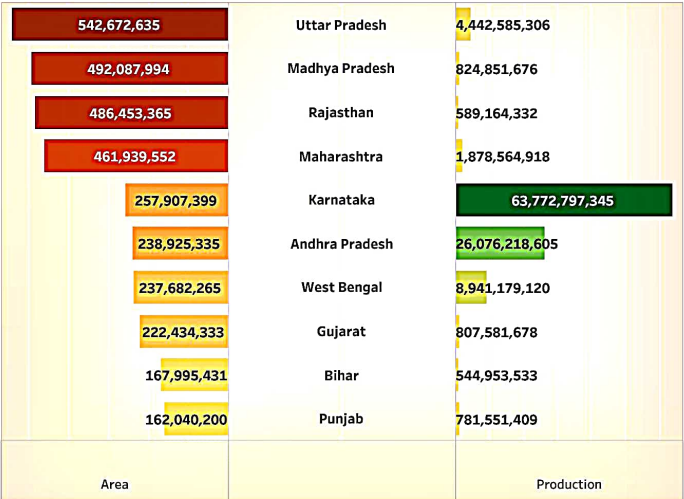 542,672,635 Uttar Pradesh 4,442,585,306
492,087,994 Madhya Pradesh 824,851,676
486,453,365 Rajasthan 589,164,332
461,939,552 Maharashtra 1,878,564,918
257,907,399 Karnataka 63,772,797,345
238,925,335 Andhra Pradesh 26,076,218,605
237,682,265 West Bengal 8,941,179,120
222,434,333 Gujarat 807,581,678
167,995,431 Bihar 544,953,533
162,040,200 Punjab 781,551,409
Area Production